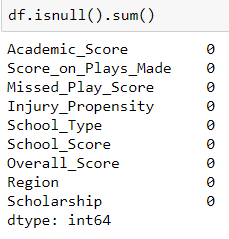 df.isnull().sum()
Academic_Score 0
Score_on_Plays_Made 0
Missed_Play_Score 0
Injury_Propensity 0
School_Type 0
School_Score 0
Overall_Score 0
Region 0
Scholarship 0
dtype: int64